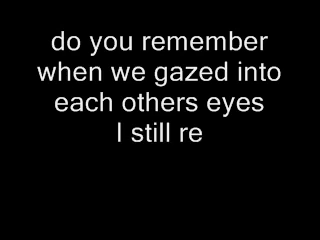 do you remember
when we gazed into
each others eyes
I still re